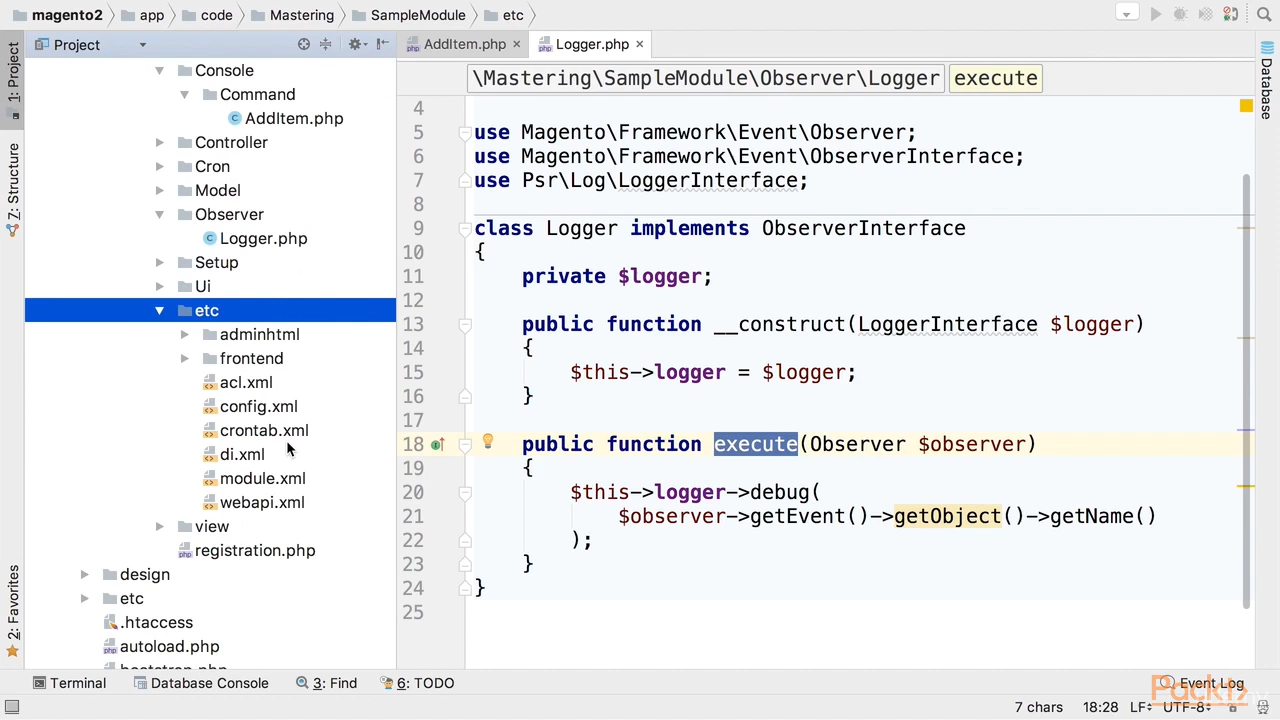 magento2 app code Mastering SampleModule etc
Project
AddItem.php
Logger.php
1: Project
7: Structure
2: Favorites
Database
Console
Command
AddItem.php
Controller
Cron
Model
Observer
Logger.php
Setup
Ui
etc
adminhtml
frontend
acl.xml
config.xml
crontab.xml
di.xml
module.xml
webapi.xml
view
registration.php
design
etc
.htaccess
autoload.php
bootstrap.php
\Mastering\SampleModule\Observer\Logger execute
4
5 use Magento\Framework\Event\Observer;
6 use Magento\Framework\Event\ObserverInterface;
7 use Psr\Log\LoggerInterface;
8
9 class Logger implements ObserverInterface
10 {
11 private $logger;
12
13 public function __construct(LoggerInterface $logger)
14 {
15 $this->logger = $logger;
16 }
17
18 public function execute(Observer $observer)
19 {
20 $this->logger->debug(
21 $observer->getEvent()->getObject()->getName()
22 );
23 }
24 }
25
Terminal Database Console 3: Find 6: TODO Event Log
Packt
7 chars 18:28 LF UTF-8